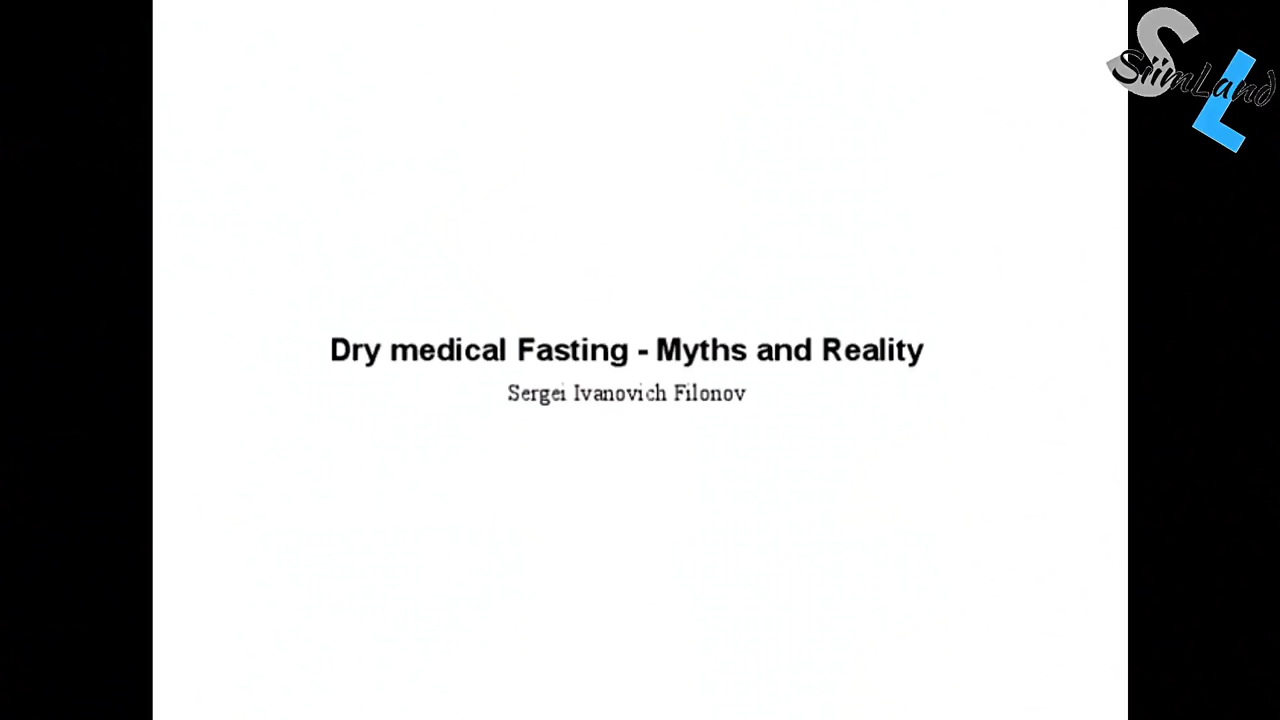 Dry medical Fasting - Myths and Reality
Sergei Ivanovich Filonov
SiimLand